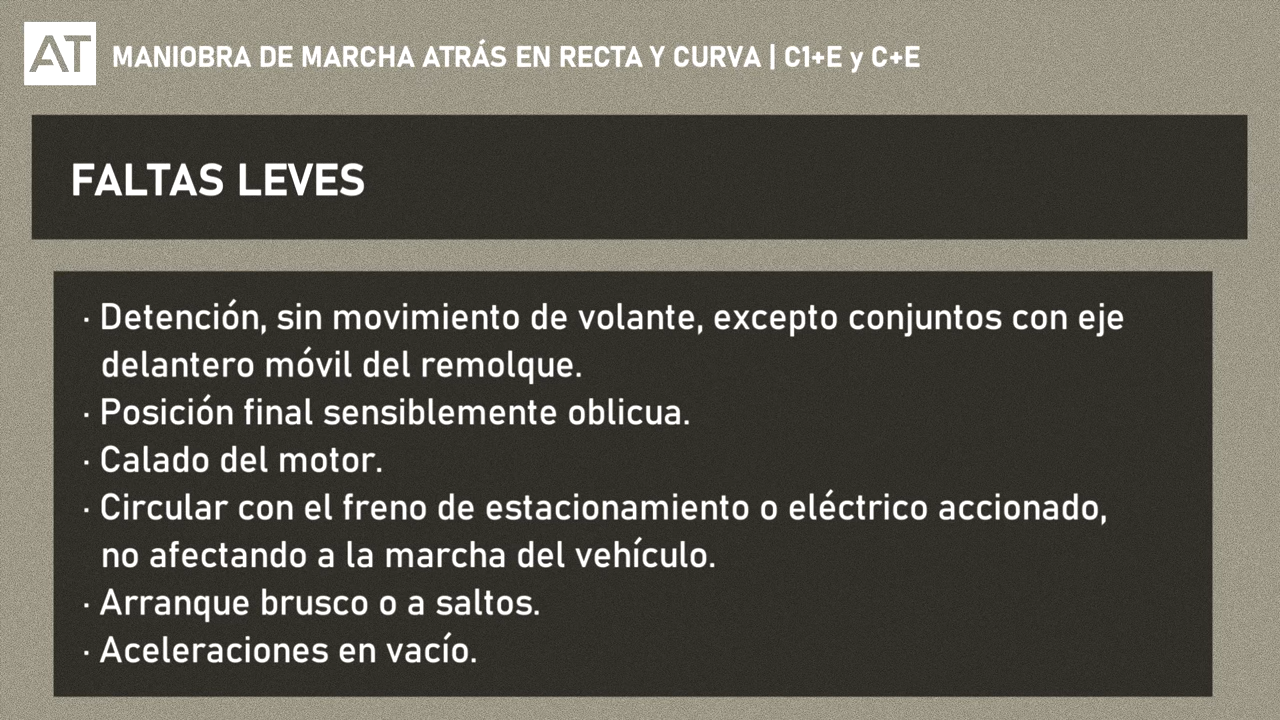 AT MANIOBRA DE MARCHA ATRÁS EN RECTA Y CURVA | C1+E y C+E
FALTAS LEVES
· Detención, sin movimiento de volante, excepto conjuntos con eje
delantero móvil del remolque.
· Posición final sensiblemente oblicua.
· Calado del motor.
· Circular con el freno de estacionamiento o eléctrico accionado,
no afectando a la marcha del vehículo.
· Arranque brusco o a saltos.
· Aceleraciones en vacío.